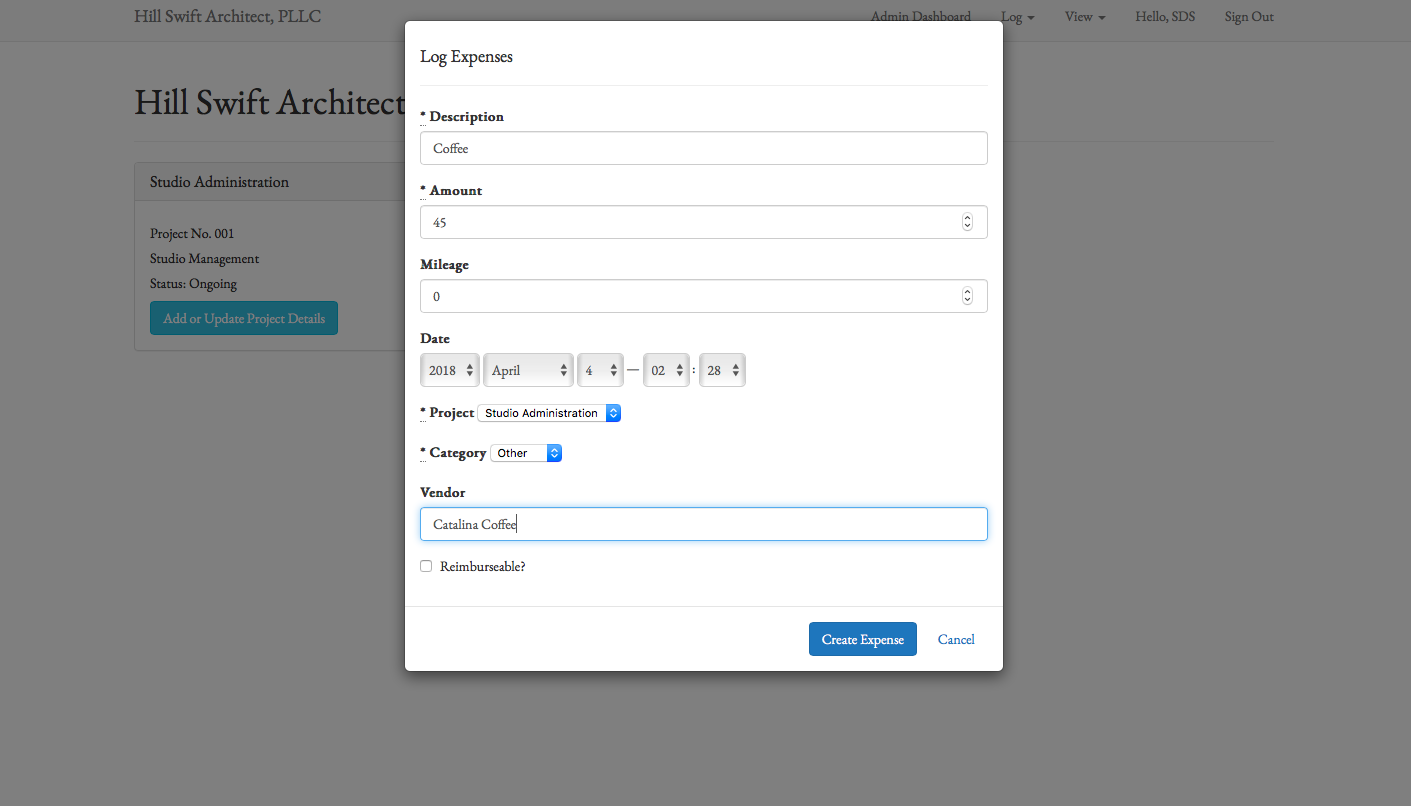 Hill Swift Architect, PLLC Admin Dashboard Log View Hello, SDS Sign Out
Hill Swift Architect
Studio Administration
Project No. 001
Studio Management
Status: Ongoing
Add or Update Project Details
Log Expenses
* Description
Coffee
* Amount
45
Mileage
0
Date
2018 April 4 — 02 : 28
* Project Studio Administration
* Category Other
Vendor
Catalina Coffee
Reimburseable?
Create Expense Cancel